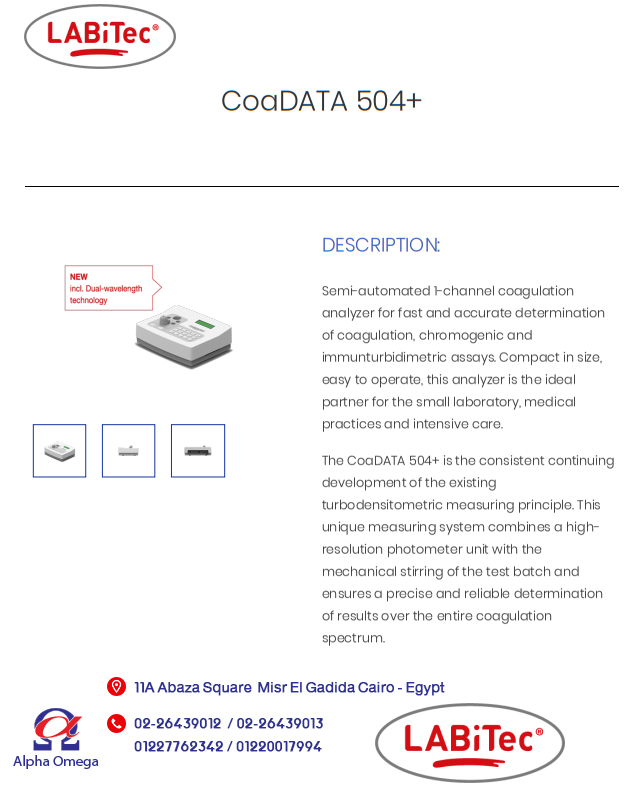 LABiTec®
CoaDATA 504+
NEW
incl. Dual-wavelength
technology
DESCRIPTION:
Semi-automated 1-channel coagulation
analyzer for fast and accurate determination
of coagulation, chromogenic and
immunturbidimetric assays. Compact in size,
easy to operate, this analyzer is the ideal
partner for the small laboratory, medical
practices and intensive care.
The CoaDATA 504+ is the consistent continuing
development of the existing
turbodensitometric measuring principle. This
unique measuring system combines a high-
resolution photometer unit with the
mechanical stirring of the test batch and
ensures a precise and reliable determination
of results over the entire coagulation
spectrum.
11A Abaza Square Misr El Gadida Cairo - Egypt
02-26439012 / 02-26439013
01227762342 / 01220017994
Alpha Omega
LABiTec®